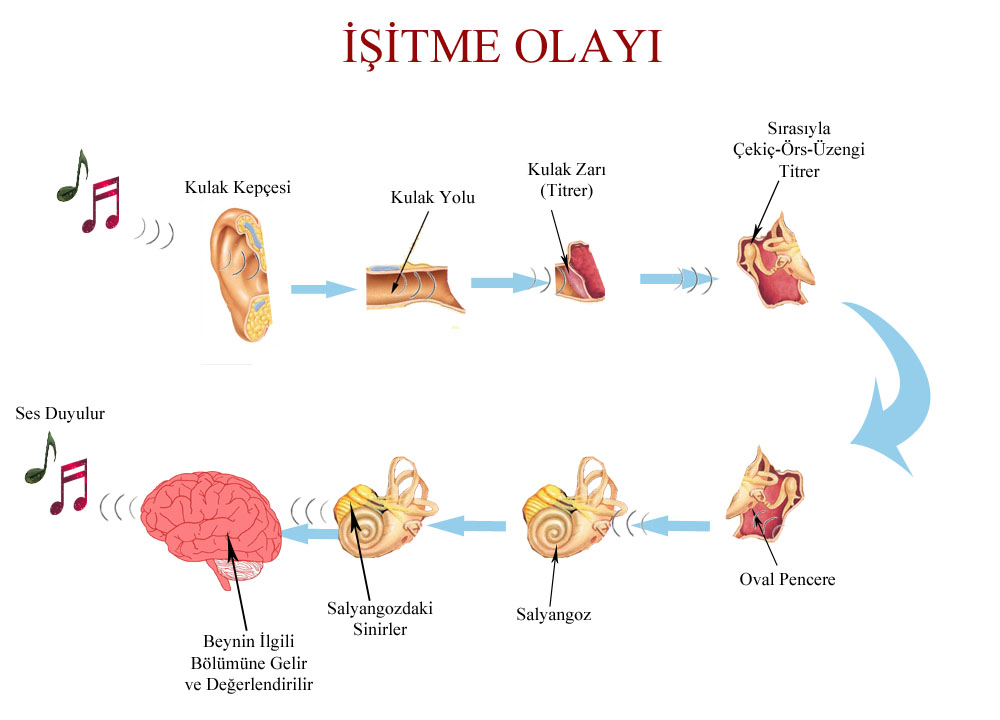 İŞİTME OLAYI
Kulak Kepçesi
Kulak Yolu
Kulak Zarı
(Titrer)
Sırasıyla
Çekiç-Örs-Üzengi
Titrer
Oval Pencere
Salyangoz
Salyangozdaki
Sinirler
Beynin İlgili
Bölümüne Gelir
ve Değerlendirilir
Ses Duyulur